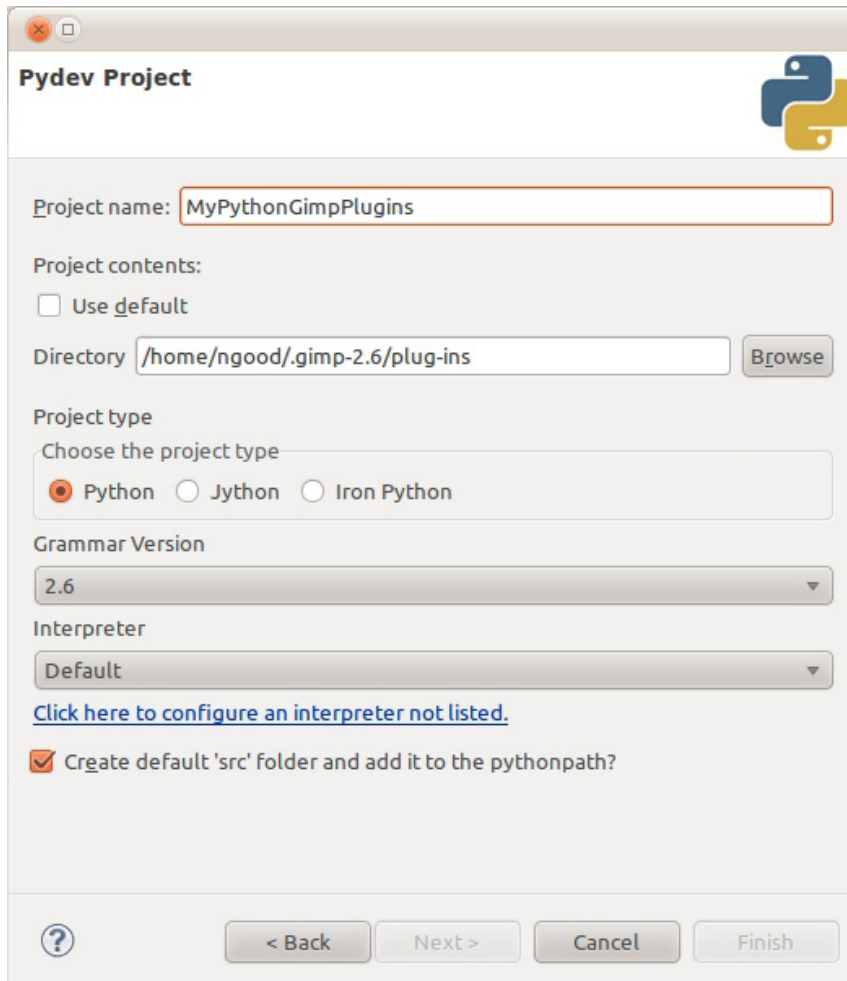 Pydev Project
Project name: MyPythonGimpPlugins
Project contents:
Use default
Directory /home/ngood/.gimp-2.6/plug-ins Browse
Project type
Choose the project type
Python Jython Iron Python
Grammar Version
2.6
Interpreter
Default
Click here to configure an interpreter not listed.
Create default 'src' folder and add it to the pythonpath?
? < Back Next > Cancel Finish